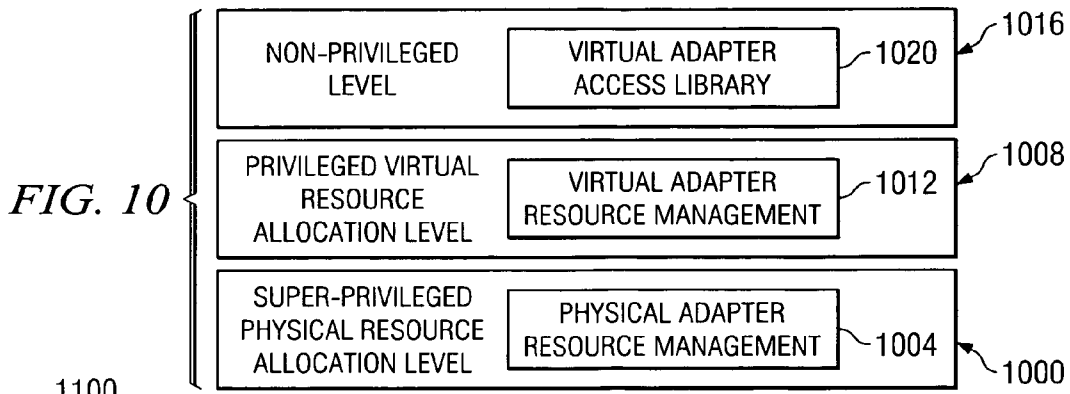 FIG. 10
NON-PRIVILEGED
LEVEL
VIRTUAL ADAPTER
ACCESS LIBRARY
1020
1016
PRIVILEGED VIRTUAL
RESOURCE
ALLOCATION LEVEL
VIRTUAL ADAPTER
RESOURCE MANAGEMENT
1012
1008
SUPER-PRIVILEGED
PHYSICAL RESOURCE
ALLOCATION LEVEL
PHYSICAL ADAPTER
RESOURCE MANAGEMENT
1004
1000
1100